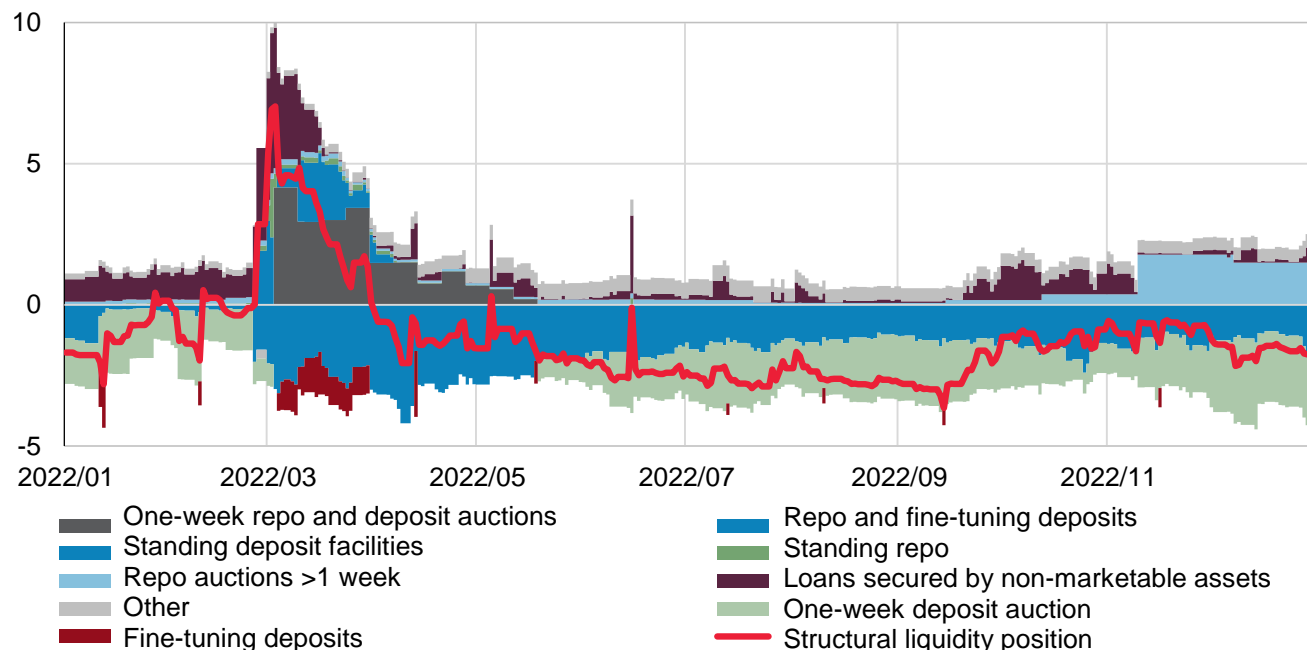 10
5
0
-5
2022/01 2022/03 2022/05 2022/07 2022/09 2022/11
One-week repo and deposit auctions
Standing deposit facilities
Repo auctions >1 week
Other
Fine-tuning deposits
Repo and fine-tuning deposits
Standing repo
Loans secured by non-marketable assets
One-week deposit auction
Structural liquidity position